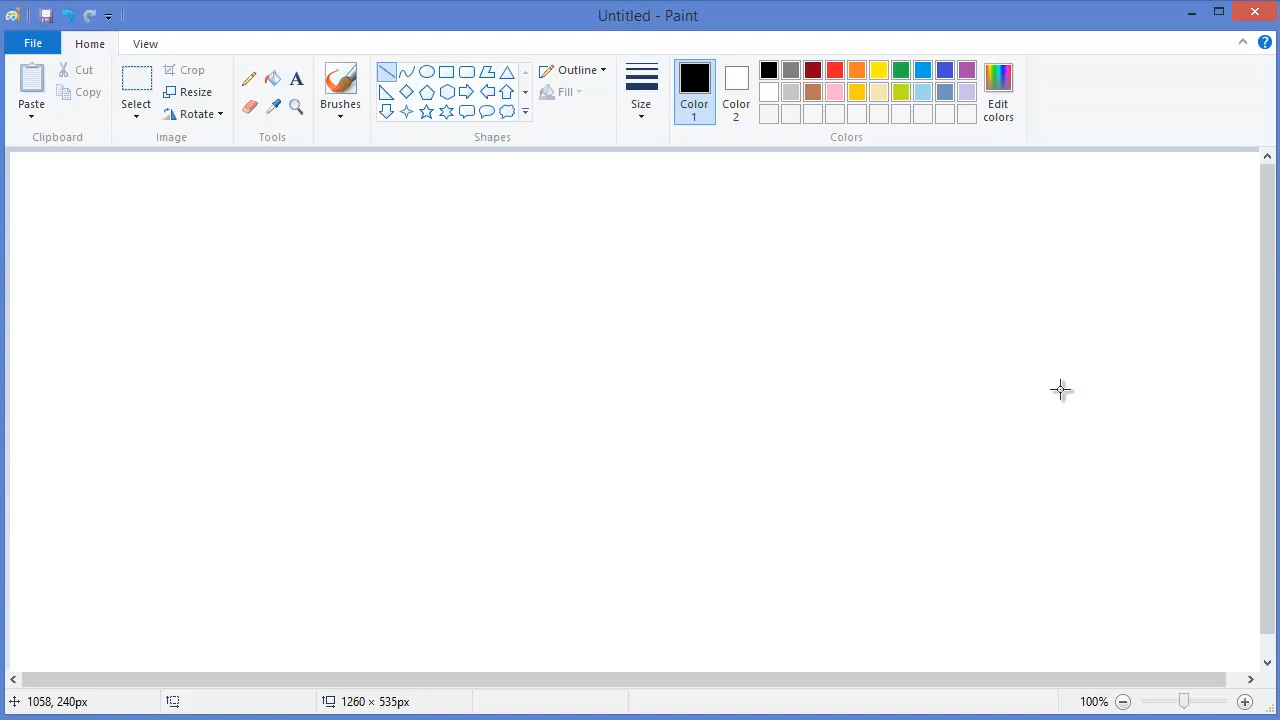 Untitled - Paint
File Home View
Paste
Clipboard
Cut
Copy
Select
Crop
Resize
Rotate
Image
A
Tools
Brushes
Outline
Fill
Shapes
Size
Color 1
Color 2
Edit colors
Colors
1058, 240px 1260 × 535px 100%